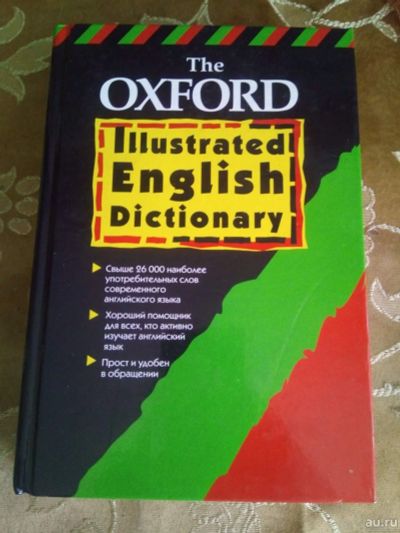 The
OXFORD
Illustrated
English
Dictionary
Свыше 26 000 наиболее
употребительных слов
современного
английского языка
Хороший помощник
для всех, кто активно
изучает английский
язык
Прост и удобен
в обращении
au.ru